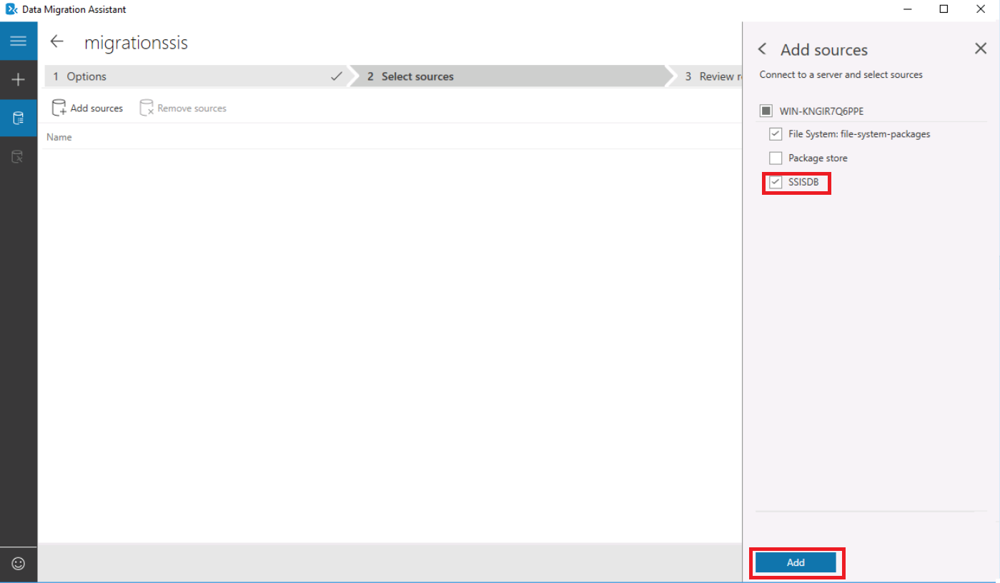 Data Migration Assistant
migrationssis
1 Options
2 Select sources
3 Review r
Add sources
Remove sources
Name
Add sources
Connect to a server and select sources
WIN-KNGIR7Q6PPE
File System: file-system-packages
Package store
SSISDB
Add